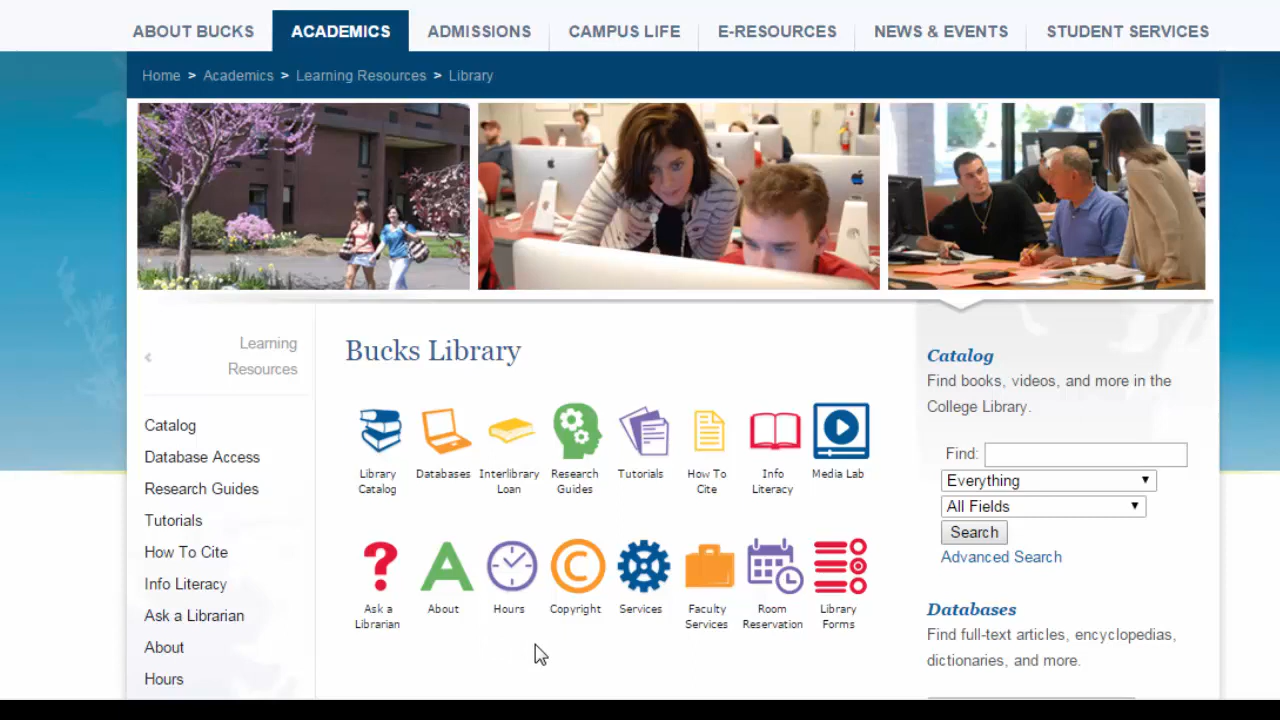 ABOUT BUCKS ACADEMICS ADMISSIONS CAMPUS LIFE E-RESOURCES NEWS & EVENTS STUDENT SERVICES
Home > Academics > Learning Resources > Library
Learning
Resources
Catalog
Database Access
Research Guides
Tutorials
How To Cite
Info Literacy
Ask a Librarian
About
Hours
Bucks Library
Library
Catalog
Databases
Interlibrary
Loan
Research
Guides
Tutorials
How To
Cite
Info
Literacy
Media Lab
Ask a
Librarian
About
Hours
Copyright
Services
Faculty
Services
Room
Reservation
Library
Forms
Catalog
Find books, videos, and more in the
College Library.
Find:
Everything
All Fields
Search
Advanced Search
Databases
Find full-text articles, encyclopedias,
dictionaries, and more.